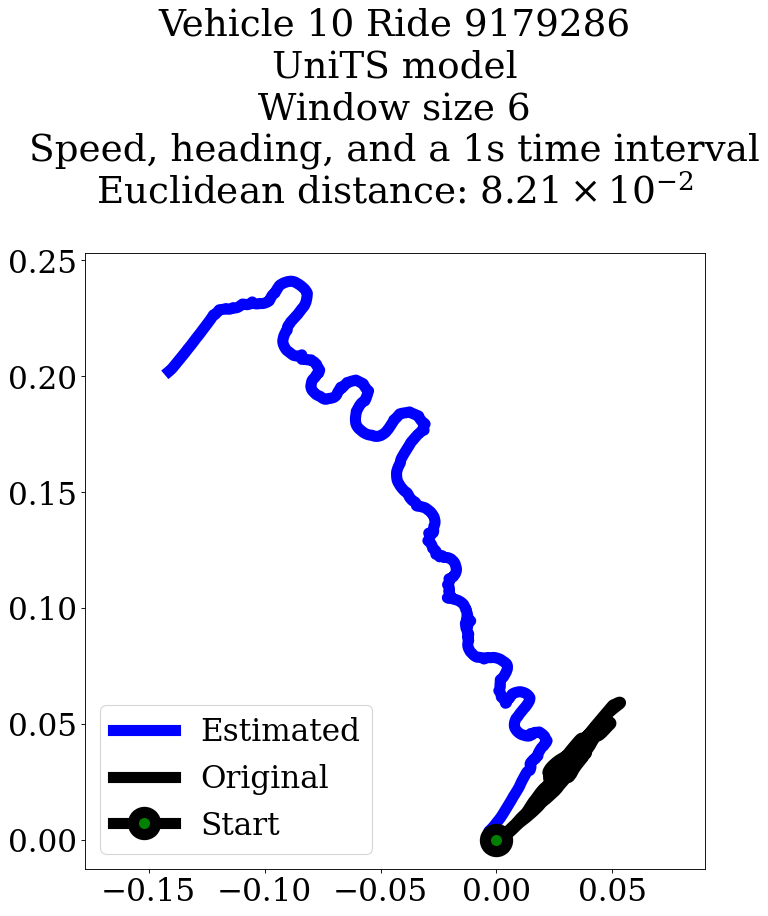 Vehicle 10 Ride 9179286
UniTS model
Window size 6
Speed, heading, and a 1s time interval
Euclidean distance: 8.21 × 10⁻²
0.25
0.20
0.15
0.10
0.05
0.00
Estimated
Original
Start
−0.15 −0.10 −0.05 0.00 0.05